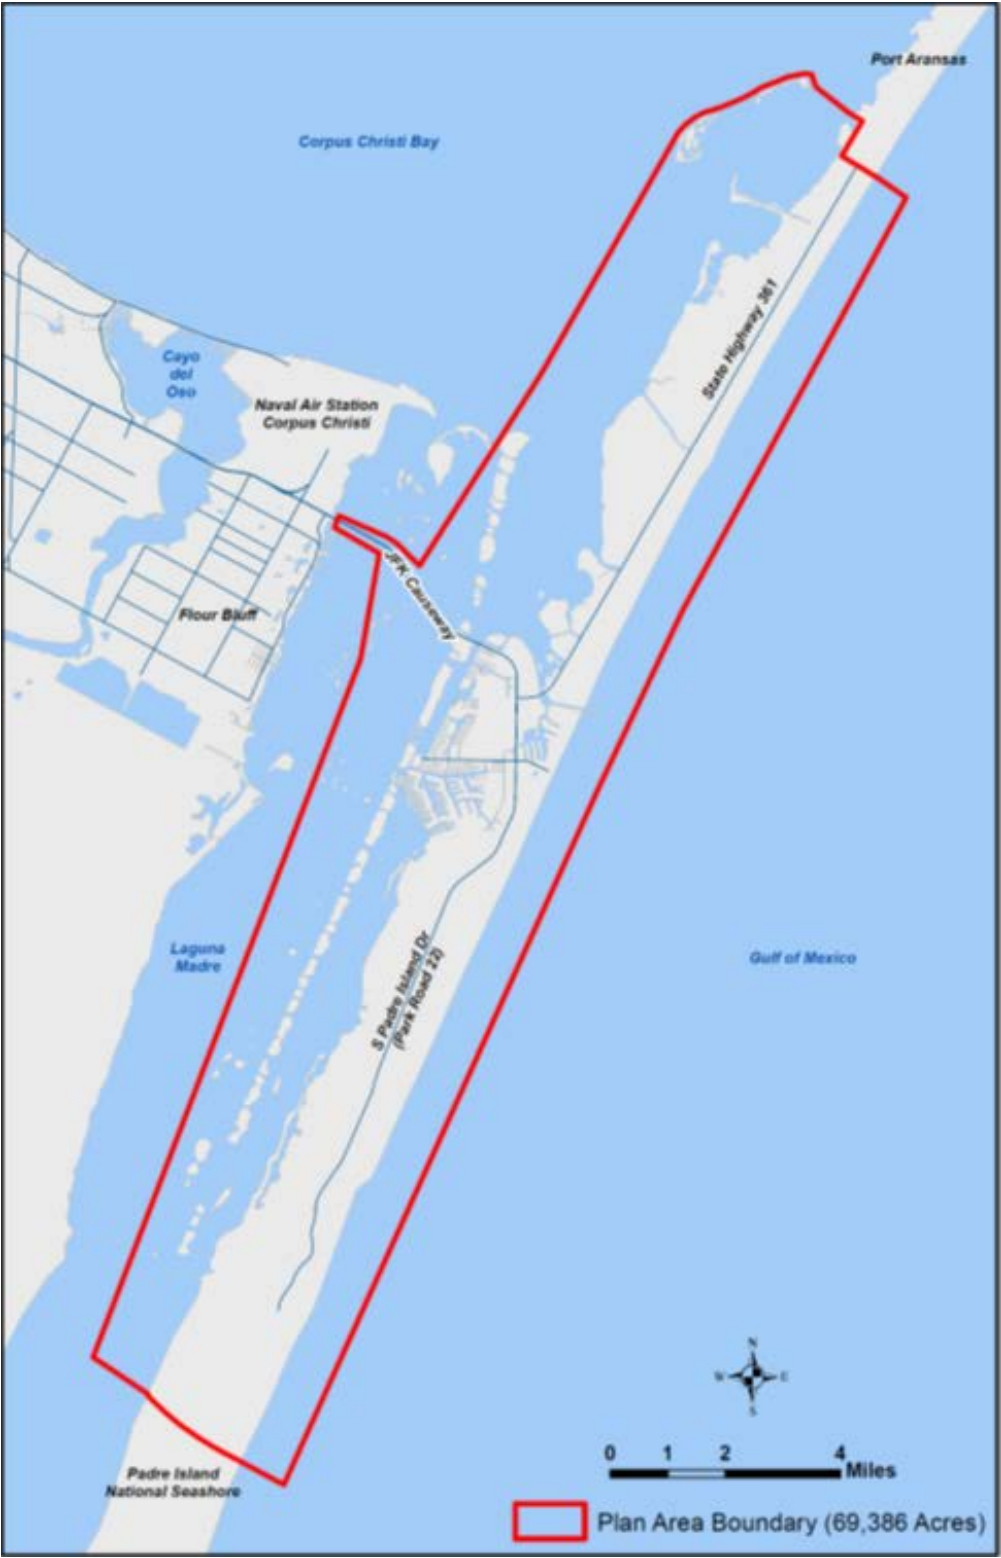 Port Aransas
Corpus Christi Bay
State Highway 361
Cayo
del
Oso
Naval Air Station
Corpus Christi
JFK Causeway
Flour Bluff
Laguna
Madre
S Padre Island Dr
(Park Road 22)
Gulf of Mexico
N
W
E
S
0 1 2 4
Miles
Padre Island
National Seashore
Plan Area Boundary (69,386 Acres)